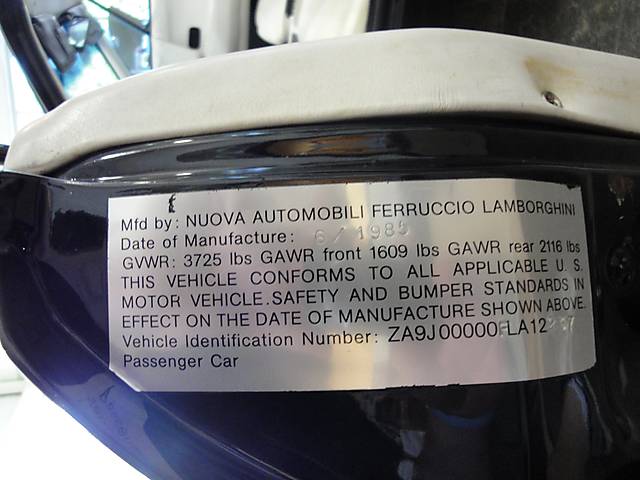 Mfd by: NUOVA AUTOMOBILI FERRUCCIO LAMBORGHINI
Date of Manufacture: 6 / 1985
GVWR: 3725 lbs GAWR front 1609 lbs GAWR rear 2116 lbs
THIS VEHICLE CONFORMS TO ALL APPLICABLE U. S.
MOTOR VEHICLE.SAFETY AND BUMPER STANDARDS IN
EFFECT ON THE DATE OF MANUFACTURE SHOWN ABOVE.
Vehicle Identification Number:
Passenger Car